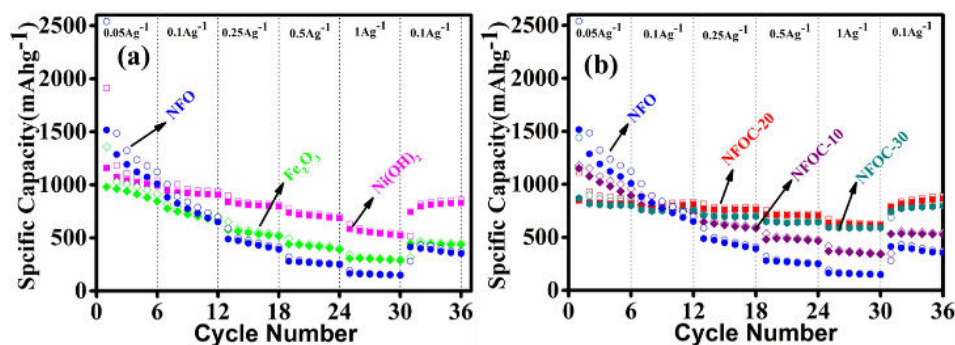 0.05Ag⁻¹ 0.1Ag⁻¹ 0.25Ag⁻¹ 0.5Ag⁻¹ 1Ag⁻¹ 0.1Ag⁻¹
(a)
NFO
Fe₂O₃
Ni(OH)₂
Spcific Capacity(mAhg⁻¹)
2500
2000
1500
1000
500
0
0 6 12 18 24 30 36
Cycle Number
0.05Ag⁻¹ 0.1Ag⁻¹ 0.25Ag⁻¹ 0.5Ag⁻¹ 1Ag⁻¹ 0.1Ag⁻¹
(b)
NFO
NFOC-20
NFOC-10
NFOC-30
Spcific Capacity(mAhg⁻¹)
2500
2000
1500
1000
500
0
0 6 12 18 24 30 36
Cycle Number